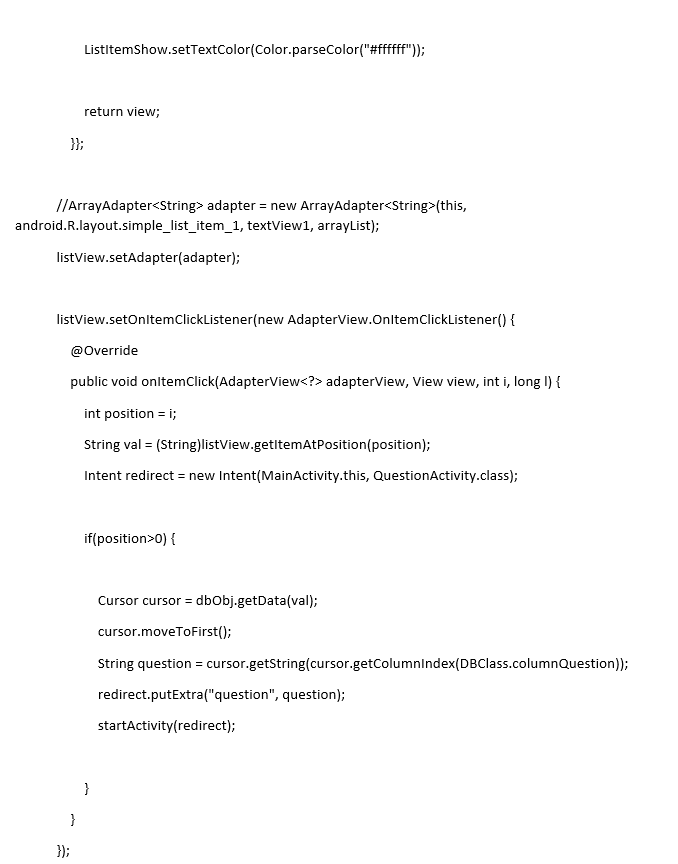 ListItemShow.setTextColor(Color.parseColor("#ffffff"));
return view;
}};
//ArrayAdapter<String> adapter = new ArrayAdapter<String>(this,
android.R.layout.simple_list_item_1, textView1, arrayList);
listView.setAdapter(adapter);
listView.setOnItemClickListener(new AdapterView.OnItemClickListener() {
@Override
public void onItemClick(AdapterView<?> adapterView, View view, int i, long l) {
int position = i;
String val = (String)listView.getItemAtPosition(position);
Intent redirect = new Intent(MainActivity.this, QuestionActivity.class);
if(position>0) {
Cursor cursor = dbObj.getData(val);
cursor.moveToFirst();
String question = cursor.getString(cursor.getColumnIndex(DBClass.columnQuestion));
redirect.putExtra("question", question);
startActivity(redirect);
}
}
});